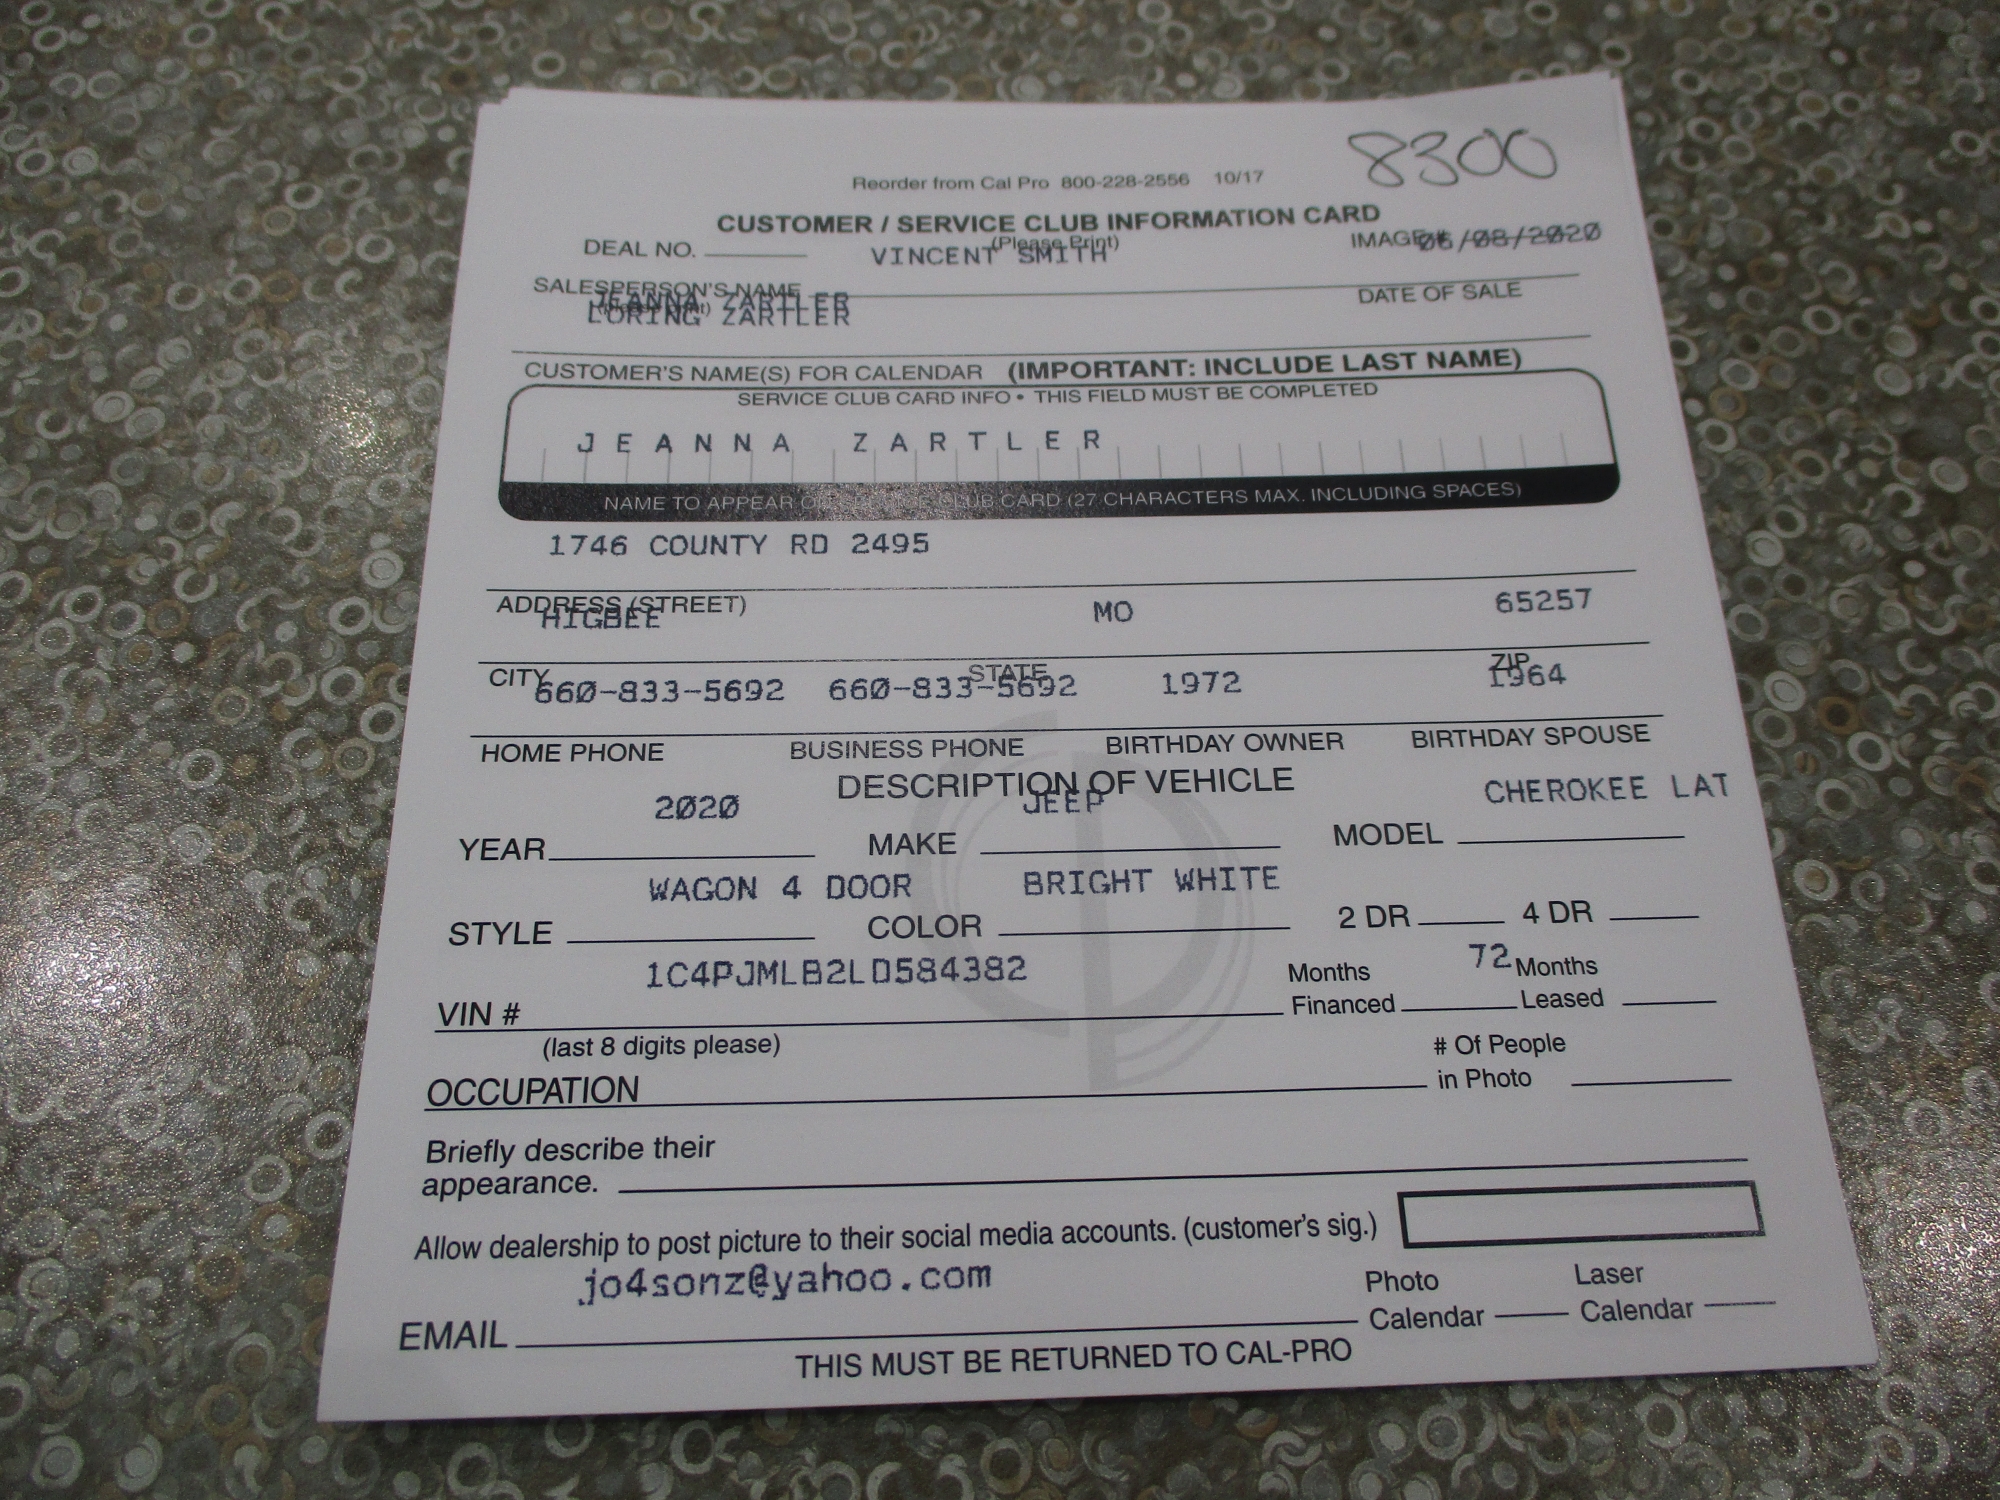 8300
Reorder from Cal Pro 800-228-2556 10/17
CUSTOMER / SERVICE CLUB INFORMATION CARD
(Please Print)
DEAL NO. VINCENT SMITH IMAGE# 06/08/2020
SALESPERSON'S NAME DATE OF SALE
JEANNA ZARTLER
LORING ZARTLER
CUSTOMER'S NAME(S) FOR CALENDAR (IMPORTANT: INCLUDE LAST NAME)
SERVICE CLUB CARD INFO • THIS FIELD MUST BE COMPLETED
JEANNA ZARTLER
NAME TO APPEAR CLUB CARD (27 CHARACTERS MAX. INCLUDING SPACES)
1746 COUNTY RD 2495
ADDRESS (STREET)
HIGBEE MO 65257
CITY STATE ZIP
660-833-5692 660-833-5692 1972 1964
HOME PHONE BUSINESS PHONE BIRTHDAY OWNER BIRTHDAY SPOUSE
DESCRIPTION OF VEHICLE
2020 JEEP CHEROKEE LAT
YEAR MAKE MODEL
WAGON 4 DOOR BRIGHT WHITE
STYLE COLOR 2 DR 4 DR
1C4PJMLB2LD584382 72
VIN # Months Financed Months Leased
(last 8 digits please)
OCCUPATION # Of People in Photo
Briefly describe their
appearance.
Allow dealership to post picture to their social media accounts. (customer's sig.)
jo4sonz@yahoo.com
EMAIL Photo Calendar Laser Calendar
THIS MUST BE RETURNED TO CAL-PRO